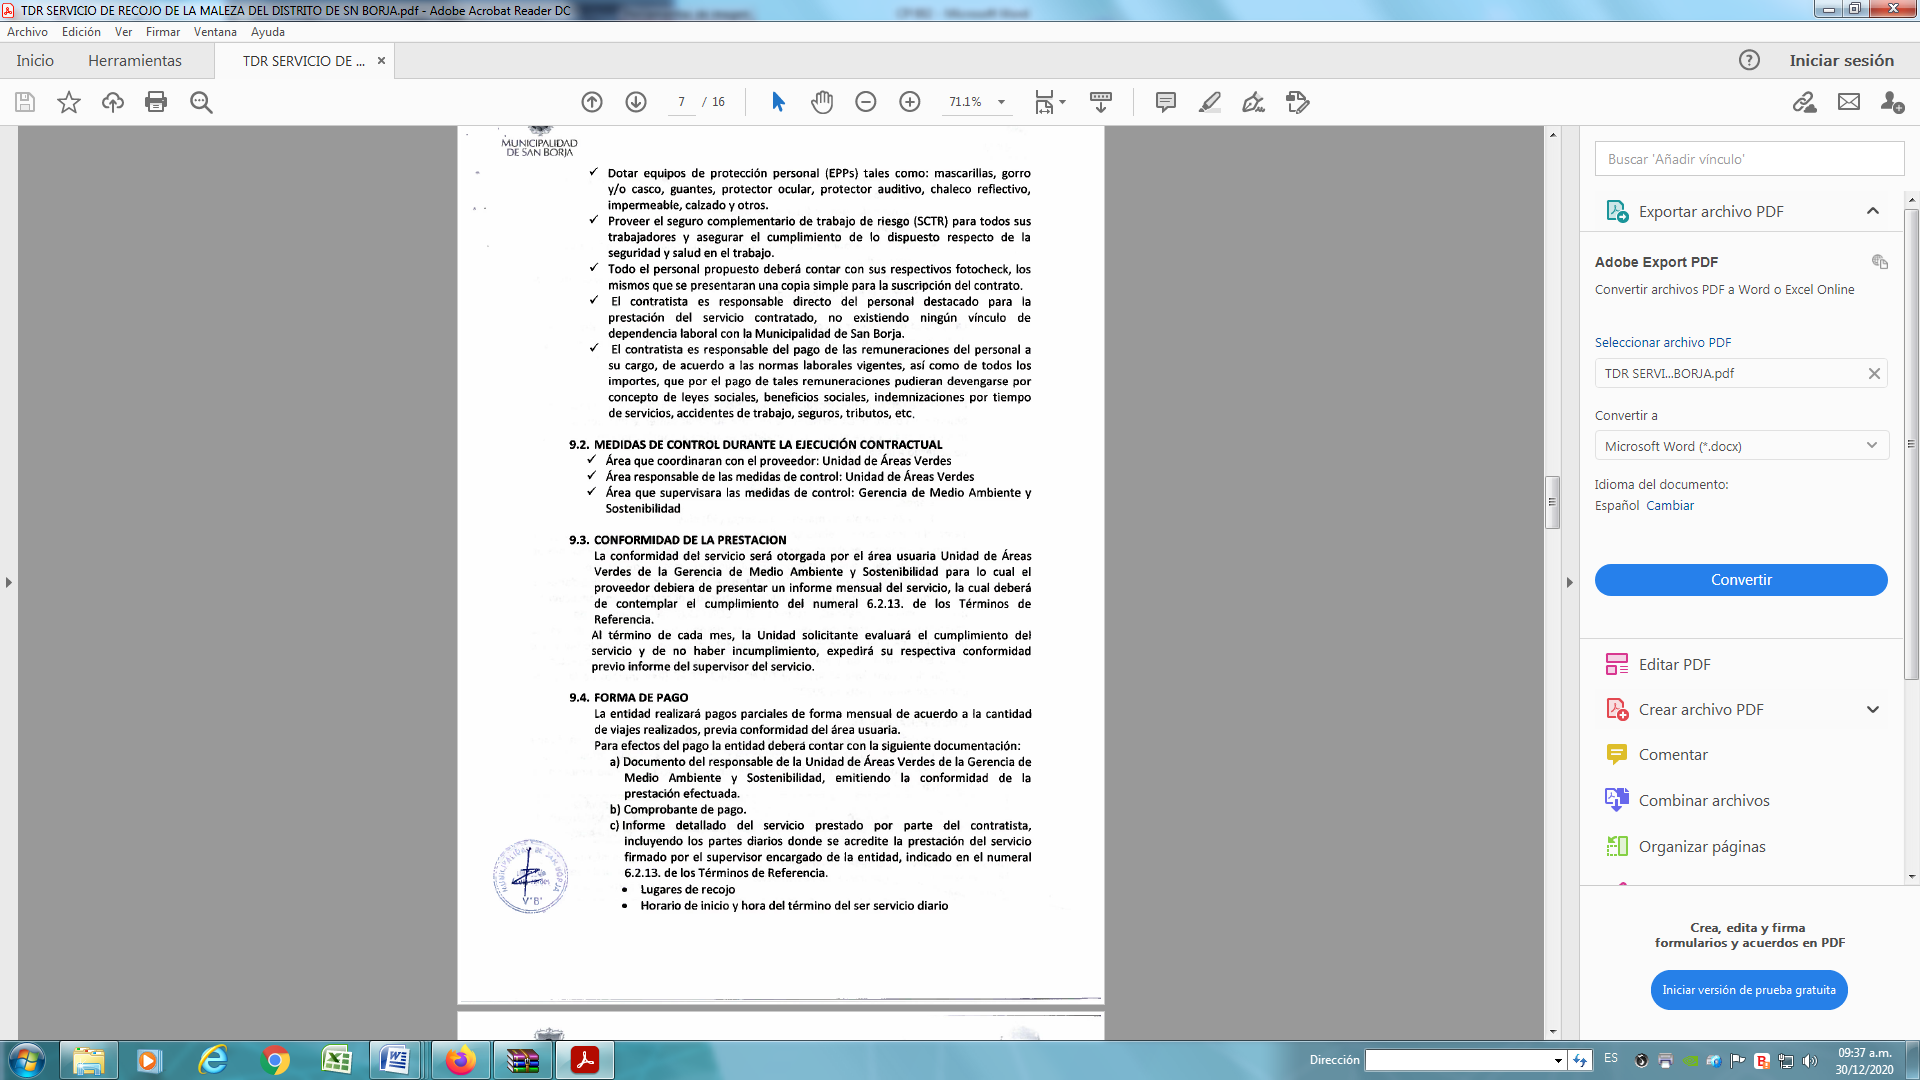 TDR SERVICIO DE RECOJO DE LA MALEZA DEL DISTRITO DE SN BORJA.pdf - Adobe Acrobat Reader DC
Archivo Edición Ver Firmar Ventana Ayuda
Inicio Herramientas TDR SERVICIO DE ... Iniciar sesión
7 / 16 71.1%
MUNICIPALIDAD
DE SAN BORJA
✓ Dotar equipos de protección personal (EPPs) tales como: mascarillas, gorro
y/o casco, guantes, protector ocular, protector auditivo, chaleco reflectivo,
impermeable, calzado y otros.
✓ Proveer el seguro complementario de trabajo de riesgo (SCTR) para todos sus
trabajadores y asegurar el cumplimiento de lo dispuesto respecto de la
seguridad y salud en el trabajo.
✓ Todo el personal propuesto deberá contar con sus respectivos fotocheck, los
mismos que se presentaran una copia simple para la suscripción del contrato.
✓ El contratista es responsable directo del personal destacado para la
prestación del servicio contratado, no existiendo ningún vínculo de
dependencia laboral con la Municipalidad de San Borja.
✓ El contratista es responsable del pago de las remuneraciones del personal a
su cargo, de acuerdo a las normas laborales vigentes, así como de todos los
importes, que por el pago de tales remuneraciones pudieran devengarse por
concepto de leyes sociales, beneficios sociales, indemnizaciones por tiempo
de servicios, accidentes de trabajo, seguros, tributos, etc.
9.2. MEDIDAS DE CONTROL DURANTE LA EJECUCIÓN CONTRACTUAL
✓ Área que coordinaran con el proveedor: Unidad de Áreas Verdes
✓ Área responsable de las medidas de control: Unidad de Áreas Verdes
✓ Área que supervisara las medidas de control: Gerencia de Medio Ambiente y
Sostenibilidad
9.3. CONFORMIDAD DE LA PRESTACION
La conformidad del servicio será otorgada por el área usuaria Unidad de Áreas
Verdes de la Gerencia de Medio Ambiente y Sostenibilidad para lo cual el
proveedor debiera de presentar un informe mensual del servicio, la cual deberá
de contemplar el cumplimiento del numeral 6.2.13. de los Términos de
Referencia.
Al término de cada mes, la Unidad solicitante evaluará el cumplimiento del
servicio y de no haber incumplimiento, expedirá su respectiva conformidad
previo informe del supervisor del servicio.
9.4. FORMA DE PAGO
La entidad realizará pagos parciales de forma mensual de acuerdo a la cantidad
de viajes realizados, previa conformidad del área usuaria.
Para efectos del pago la entidad deberá contar con la siguiente documentación:
a) Documento del responsable de la Unidad de Áreas Verdes de la Gerencia de
Medio Ambiente y Sostenibilidad, emitiendo la conformidad de la
prestación efectuada.
b) Comprobante de pago.
c) Informe detallado del servicio prestado por parte del contratista,
incluyendo los partes diarios donde se acredite la prestación del servicio
firmado por el supervisor encargado de la entidad, indicado en el numeral
6.2.13. de los Términos de Referencia.
• Lugares de recojo
• Horario de inicio y hora del término del ser servicio diario
MUNICIPALIDAD DE SAN BORJA
V°B°
Buscar 'Añadir vínculo'
Exportar archivo PDF
Adobe Export PDF
Convertir archivos PDF a Word o Excel Online
Seleccionar archivo PDF
TDR SERVI...BORJA.pdf
Convertir a
Microsoft Word (*.docx)
Idioma del documento:
Español Cambiar
Convertir
Editar PDF
Crear archivo PDF
Comentar
Combinar archivos
Organizar páginas
Crea, edita y firma
formularios y acuerdos en PDF
Iniciar versión de prueba gratuita
Dirección
ES
09:37 a.m.
30/12/2020